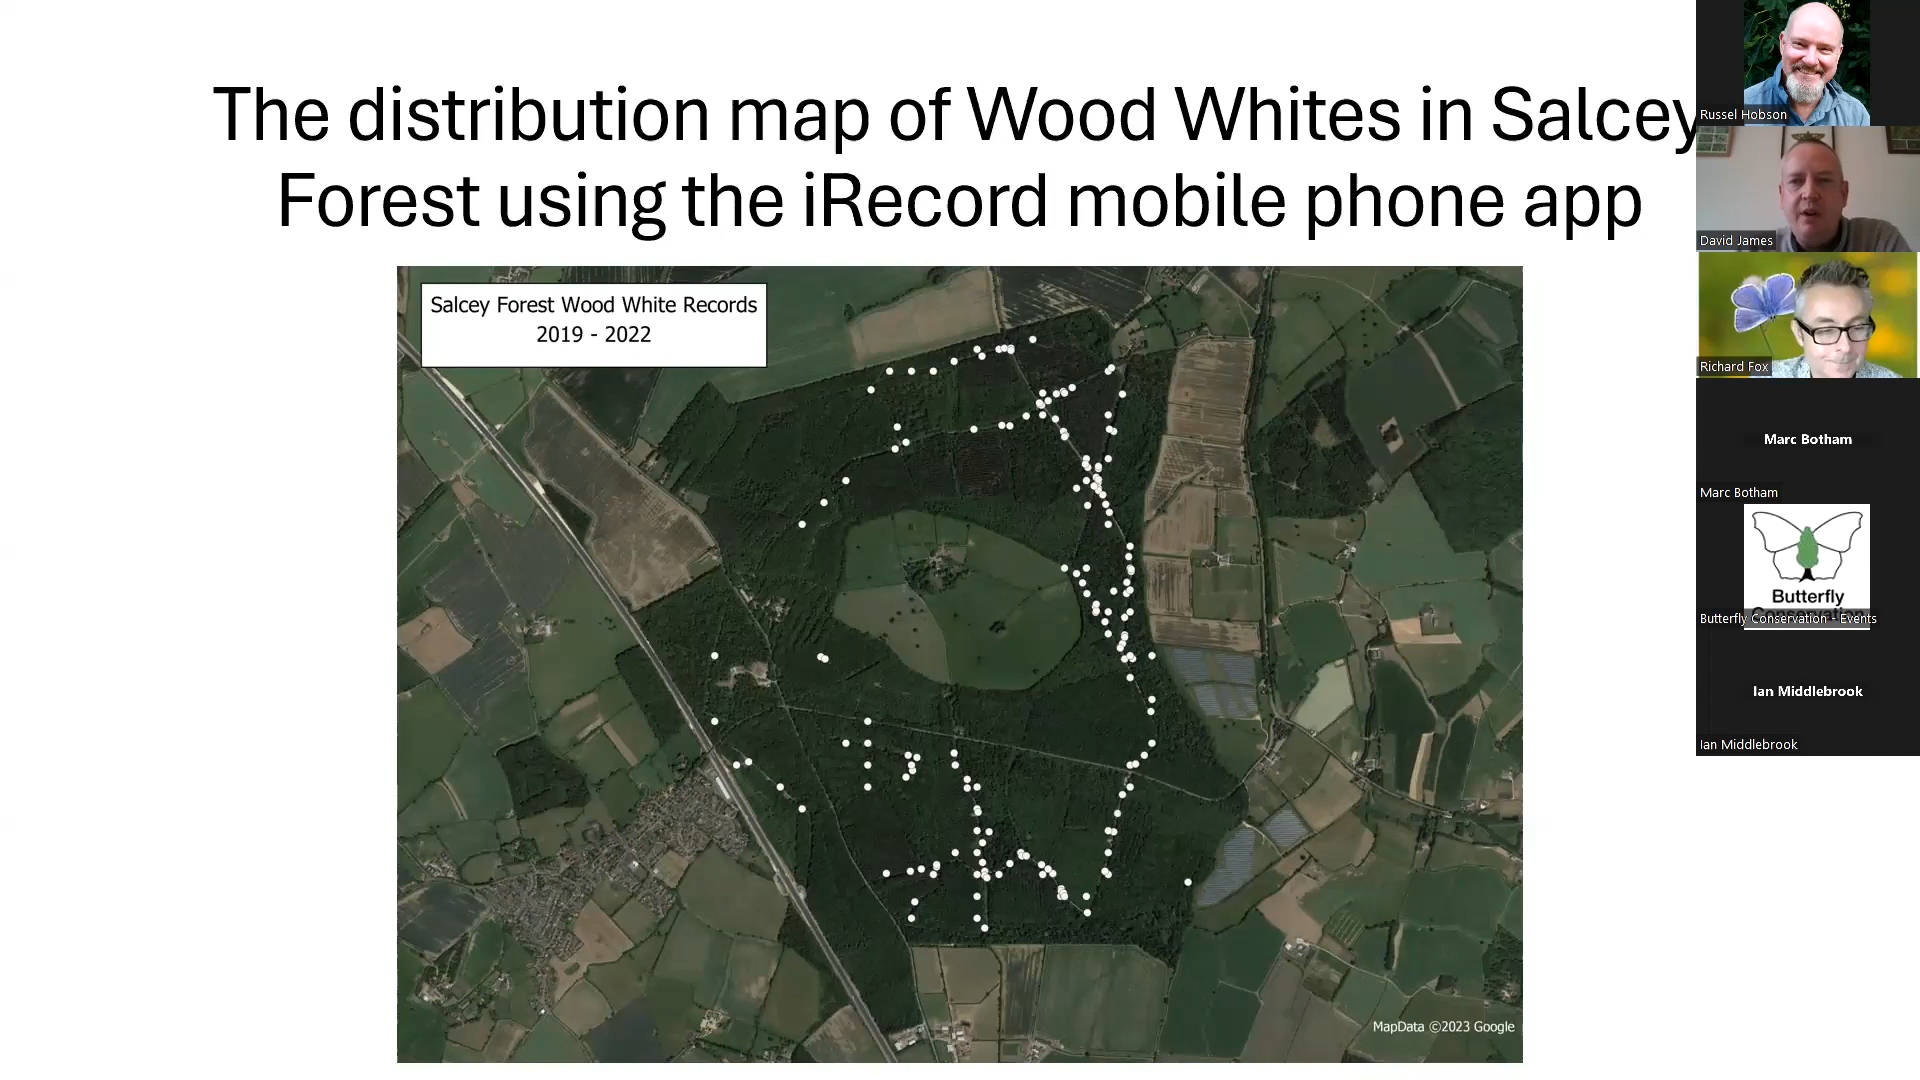 The distribution map of Wood Whites in Salcey
Forest using the iRecord mobile phone app
Salcey Forest Wood White Records
2019 - 2022
MapData ©2023 Google
Russel Hobson
David James
Richard Fox
Marc Botham
Marc Botham
Butterfly
Conservation
Butterfly Conservation - Events
Ian Middlebrook
Ian Middlebrook